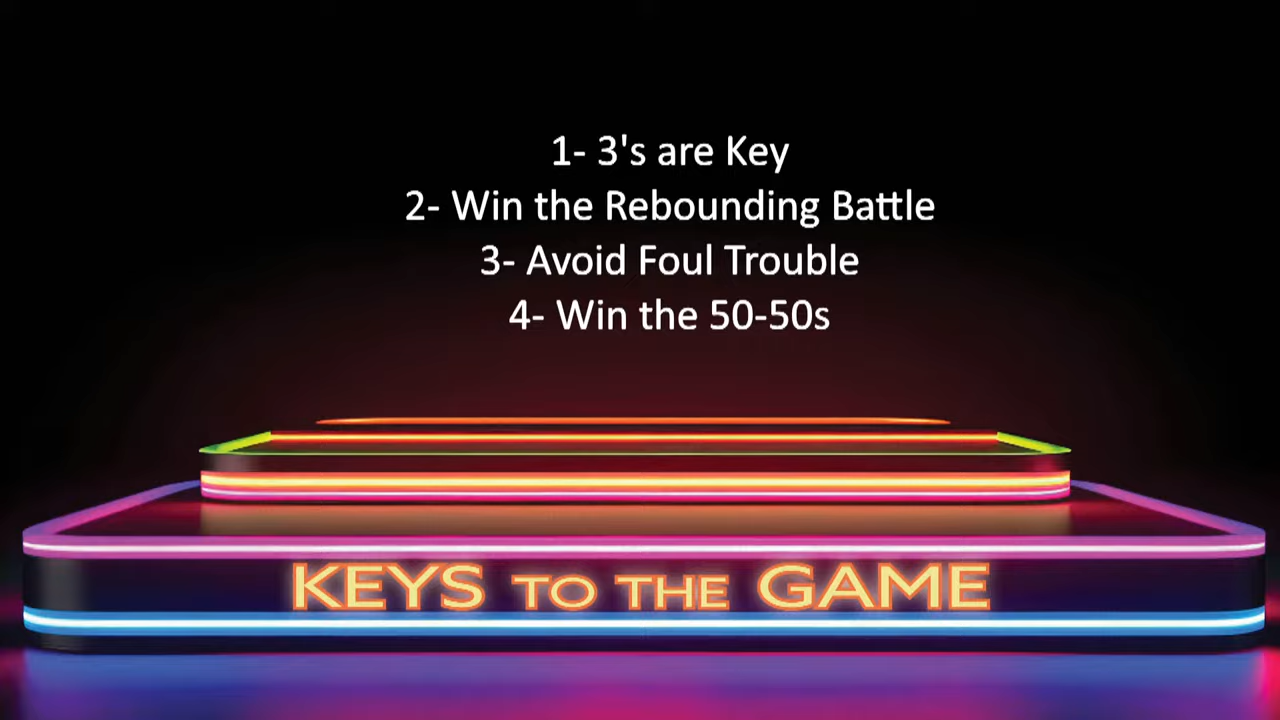 1- 3's are Key
2- Win the Rebounding Battle
3- Avoid Foul Trouble
4- Win the 50-50s
KEYS TO THE GAME